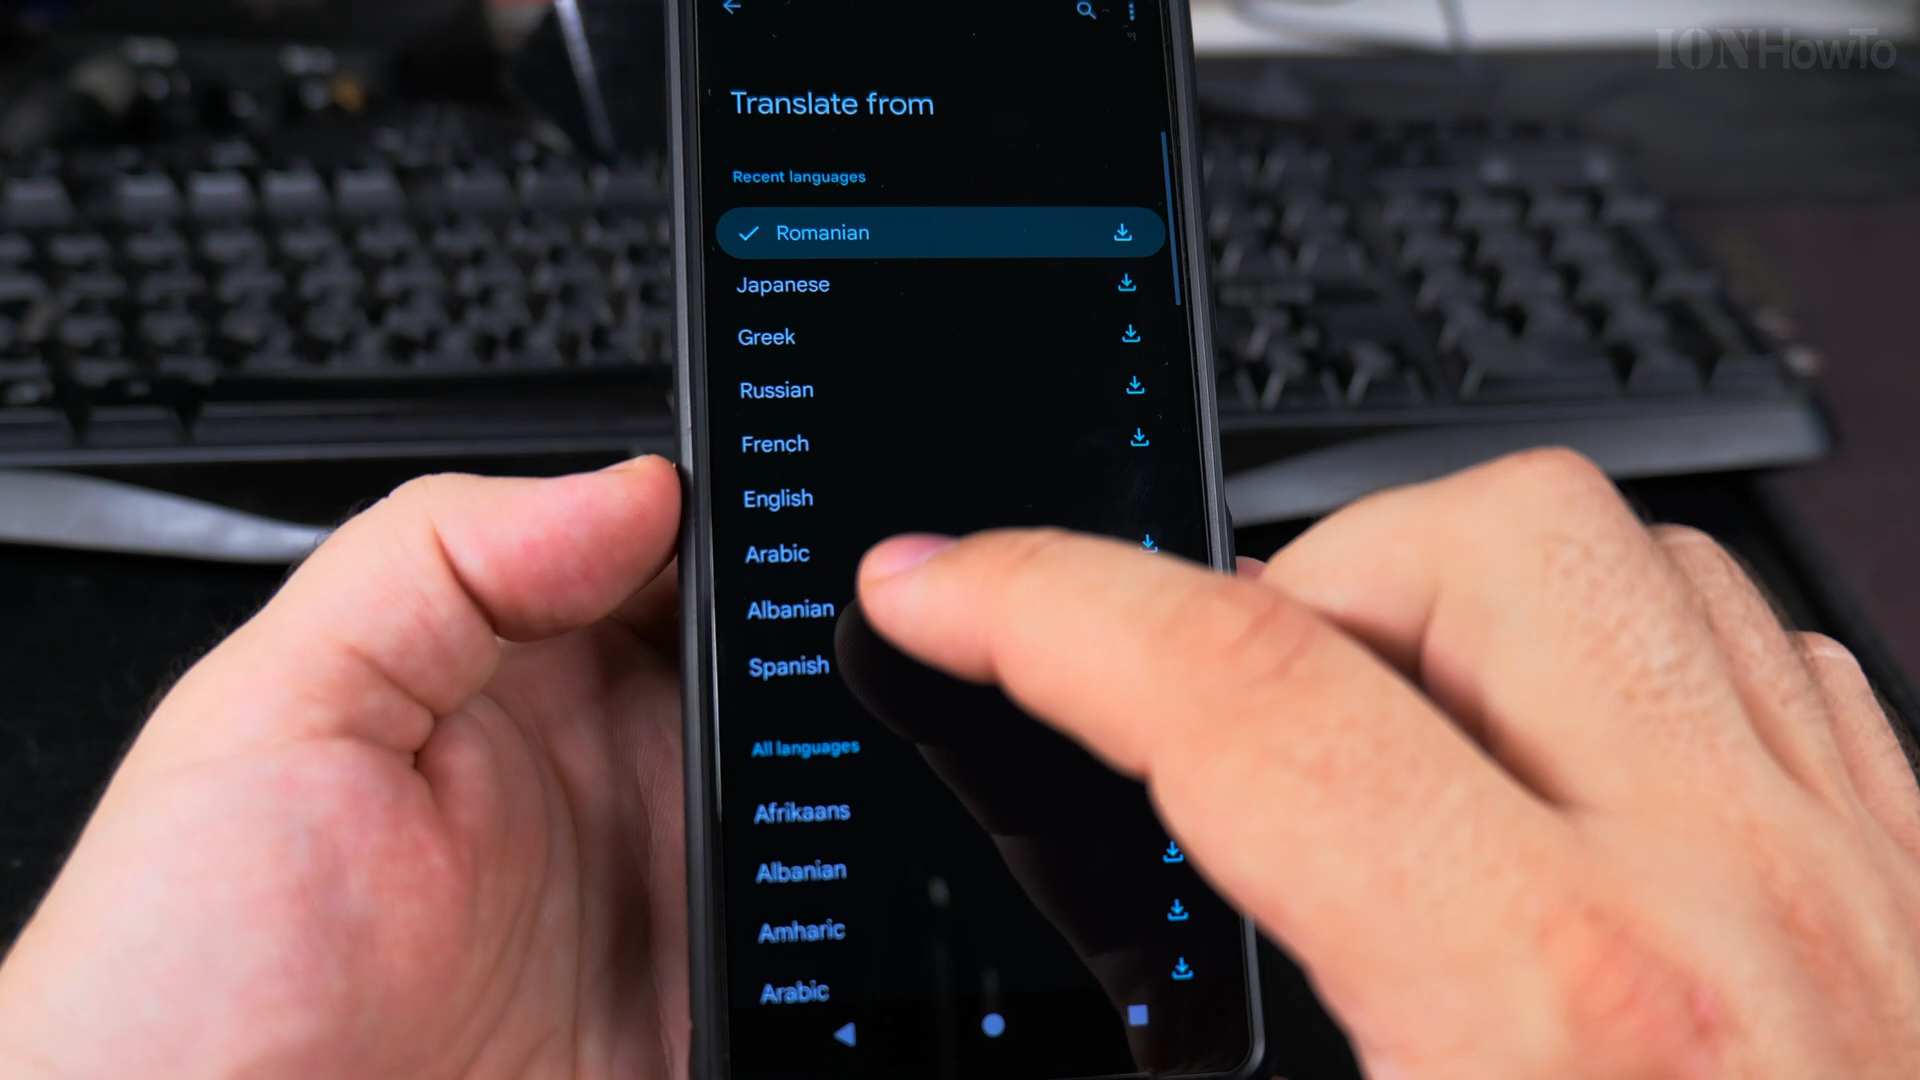 IONHowTo
Translate from
Recent languages
Romanian
Japanese
Greek
Russian
French
English
Arabic
Albanian
Spanish
All languages
Afrikaans
Albanian
Amharic
Arabic